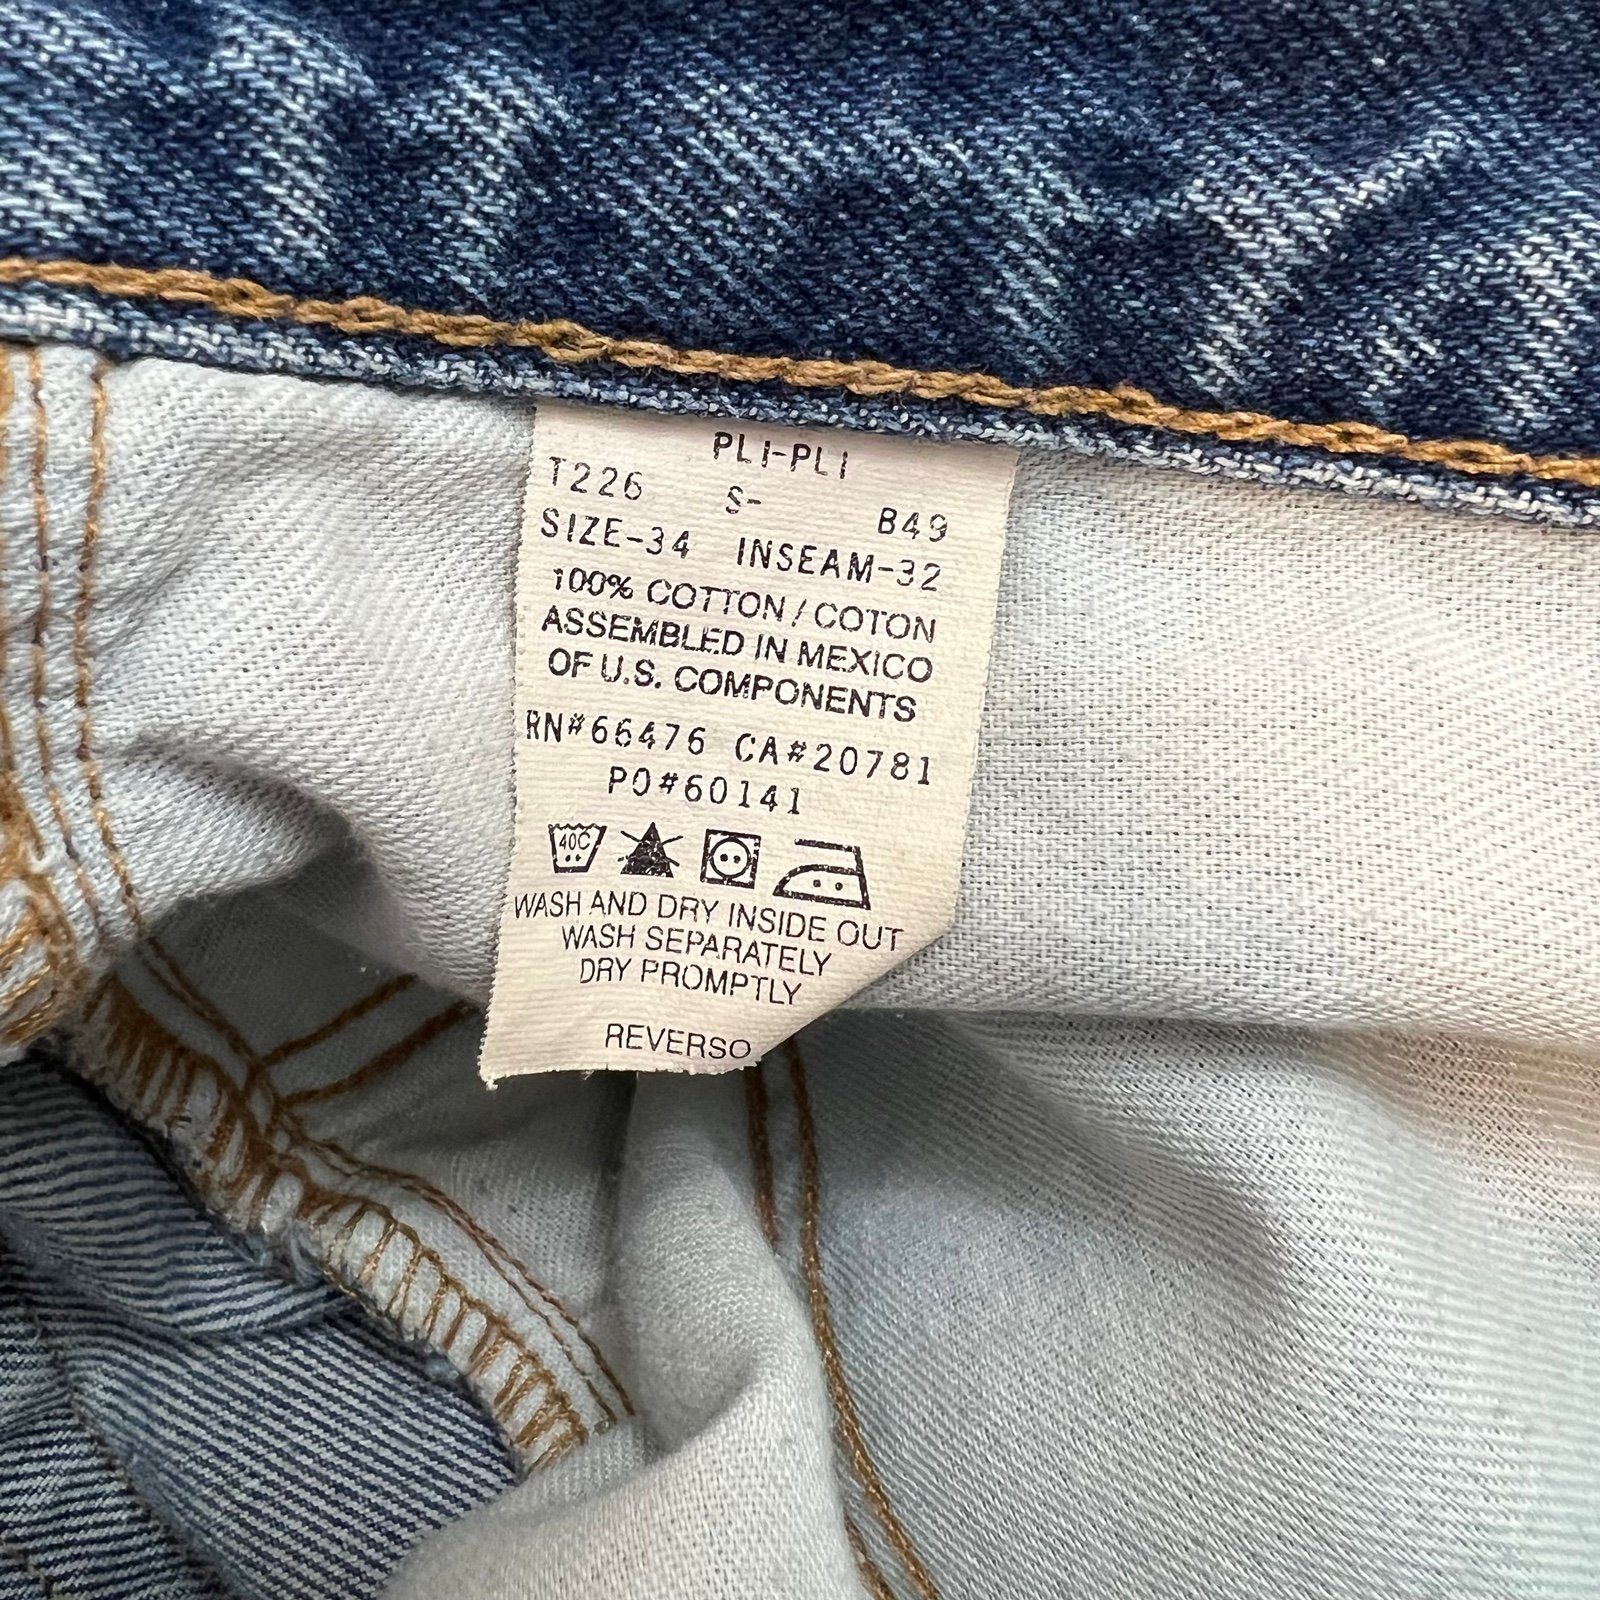 PLI-PLI
T226 S- B49
SIZE-34 INSEAM-32
100% COTTON / COTON
ASSEMBLED IN MEXICO
OF U.S. COMPONENTS
RN#66476 CA#20781
PO#60141
40C
WASH AND DRY INSIDE OUT
WASH SEPARATELY
DRY PROMPTLY
REVERSO